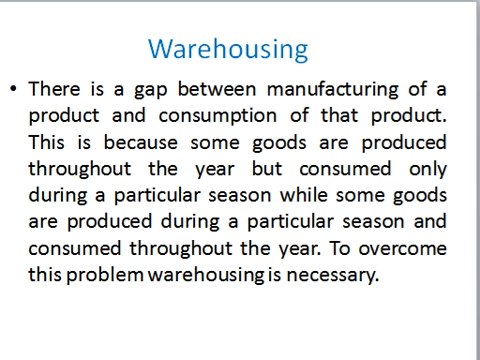 Warehousing
• There is a gap between manufacturing of a
product and consumption of that product.
This is because some goods are produced
throughout the year but consumed only
during a particular season while some goods
are produced during a particular season and
consumed throughout the year. To overcome
this problem warehousing is necessary.